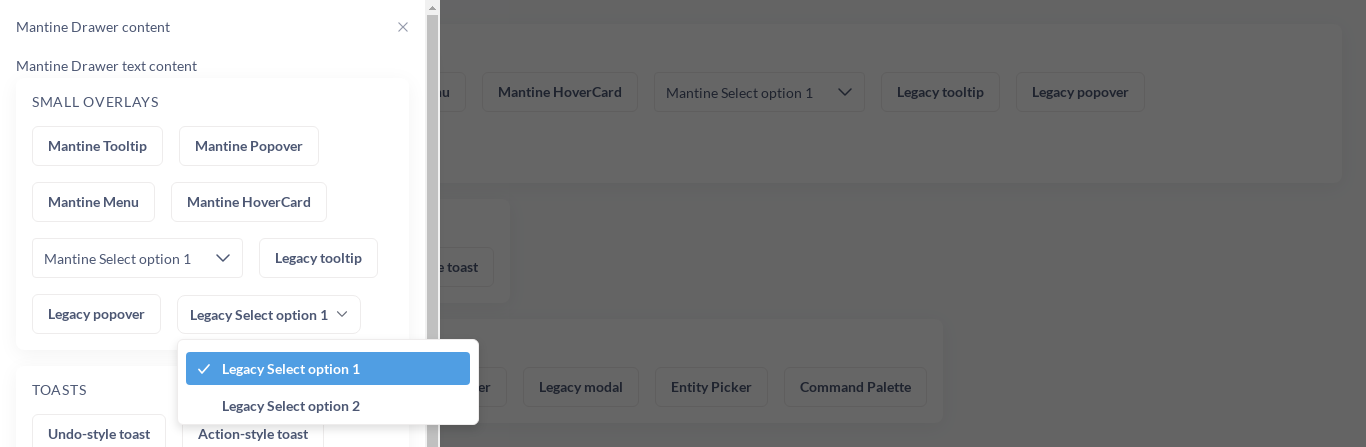 Mantine Drawer content
Mantine Drawer text content
SMALL OVERLAYS
Mantine Tooltip
Mantine Popover
Mantine Menu
Mantine HoverCard
Mantine Select option 1
Legacy tooltip
Legacy popover
Legacy Select option 1
Legacy Select option 1
Legacy Select option 2
TOASTS
Undo-style toast
Action-style toast
Mantine HoverCard
Mantine Select option 1
Legacy tooltip
Legacy popover
toast
Legacy modal
Entity Picker
Command Palette